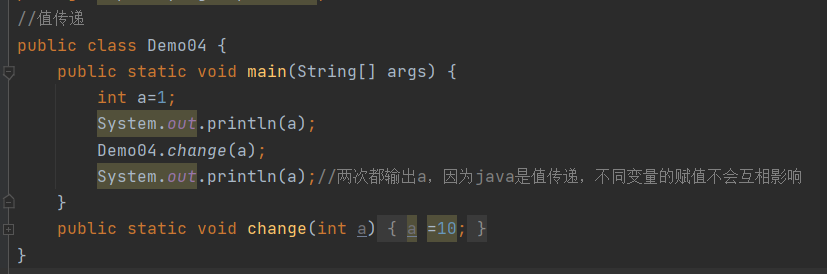 //值传递
public class Demo04 {
    public static void main(String[] args) {
        int a=1;
        System.out.println(a);
        Demo04.change(a);
        System.out.println(a);//两次都输出a，因为java是值传递，不同变量的赋值不会互相影响
    }
    public static void change(int a) { a =10; }
}